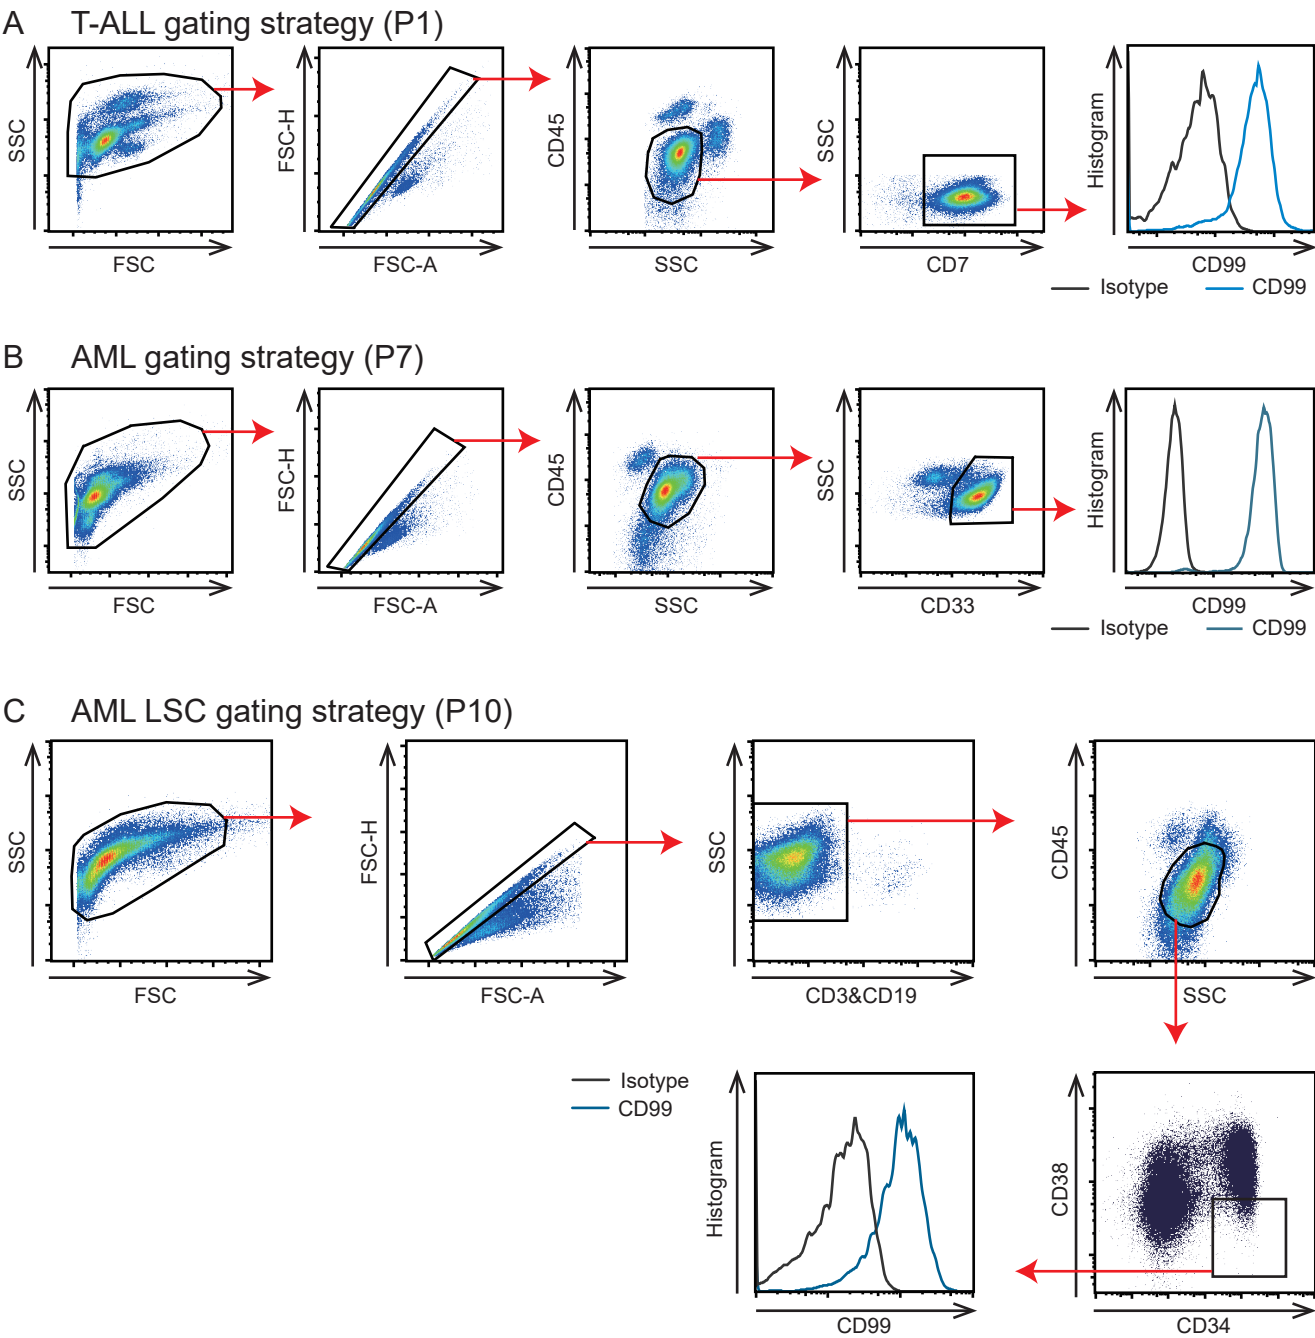 A T-ALL gating strategy (P1)
SSC
FSC
FSC-H
FSC-A
CD45
SSC
SSC
CD7
Histogram
CD99
Isotype CD99
B AML gating strategy (P7)
SSC
FSC
FSC-H
FSC-A
CD45
SSC
SSC
CD33
Histogram
CD99
Isotype CD99
C AML LSC gating strategy (P10)
SSC
FSC
FSC-H
FSC-A
SSC
CD3&CD19
CD45
SSC
Isotype
CD99
Histogram
CD99
CD38
CD34